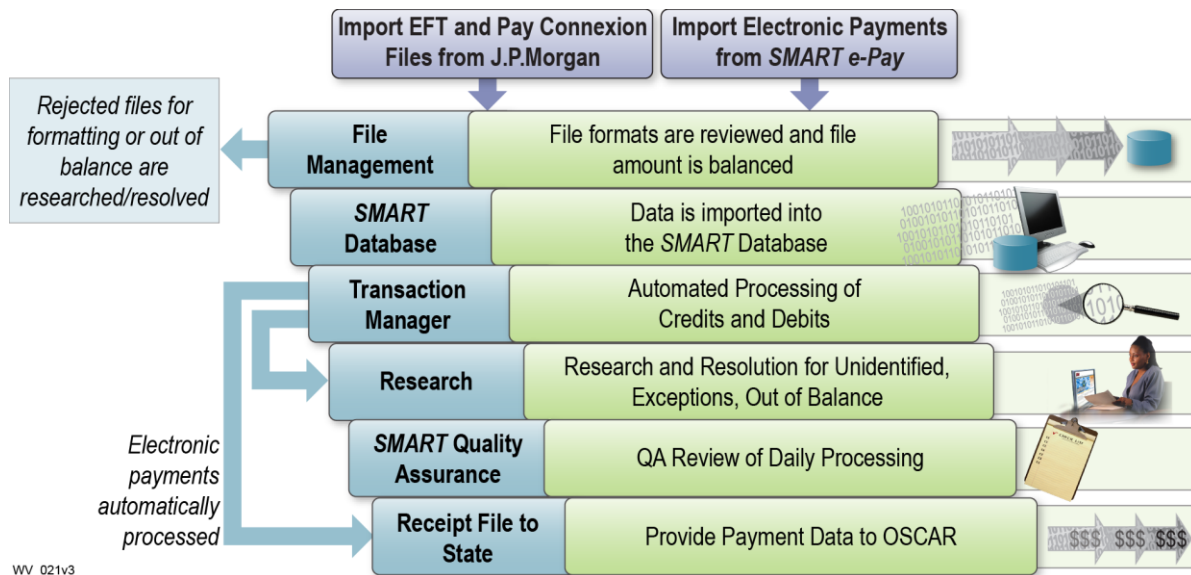 Import EFT and Pay Connexion
Files from J.P.Morgan
Import Electronic Payments
from SMART e-Pay
Rejected files for
formatting or out of
balance are
researched/resolved
File
Management
File formats are reviewed and file
amount is balanced
SMART
Database
Data is imported into
the SMART Database
Transaction
Manager
Automated Processing of
Credits and Debits
Research
Research and Resolution for Unidentified,
Exceptions, Out of Balance
SMART Quality
Assurance
QA Review of Daily Processing
Electronic
payments
automatically
processed
Receipt File to
State
Provide Payment Data to OSCAR
$$$ $$$ $$$
WV_021v3